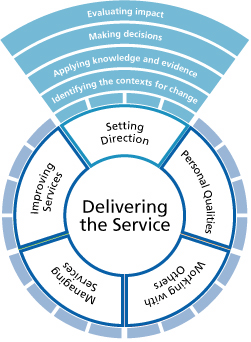 Evaluating impact
Making decisions
Applying knowledge and evidence
Identifying the contexts for change
Setting
Direction
Improving
Services
Personal Qualities
Delivering
the Service
Managing
Services
Working with
Others